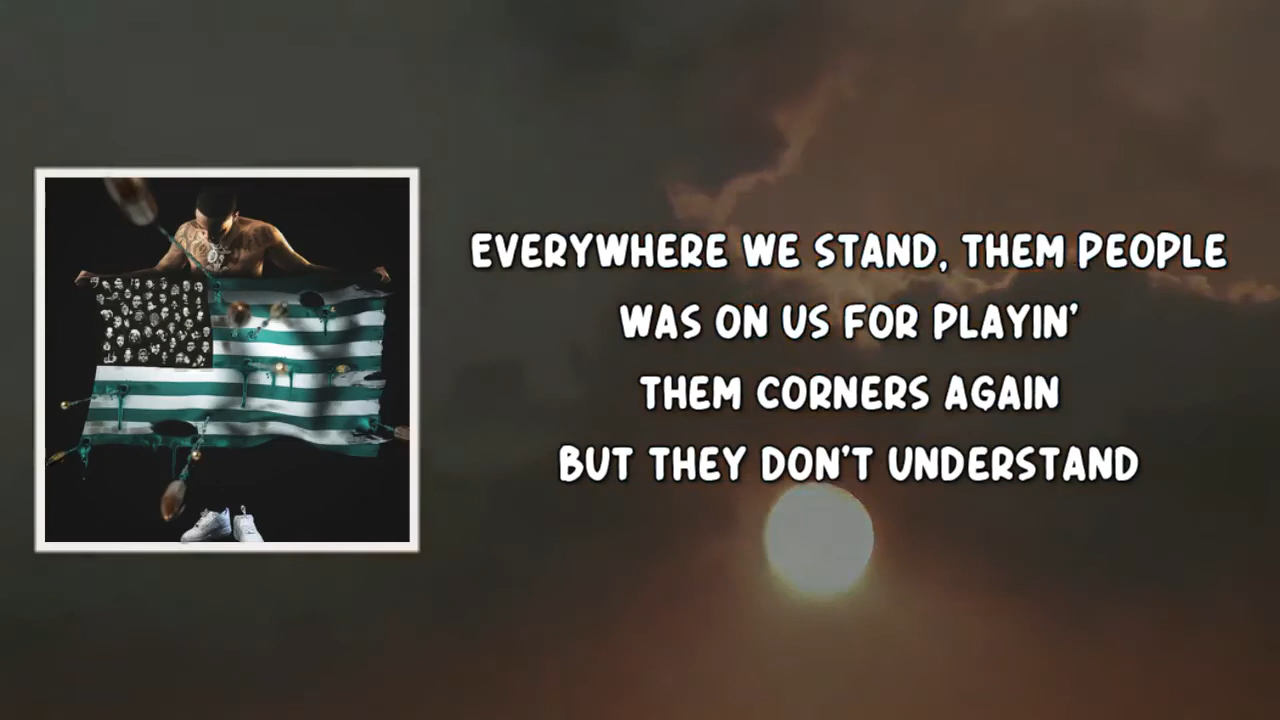 EVERYWHERE WE STAND, THEM PEOPLE
WAS ON US FOR PLAYIN'
THEM CORNERS AGAIN
BUT THEY DON'T UNDERSTAND